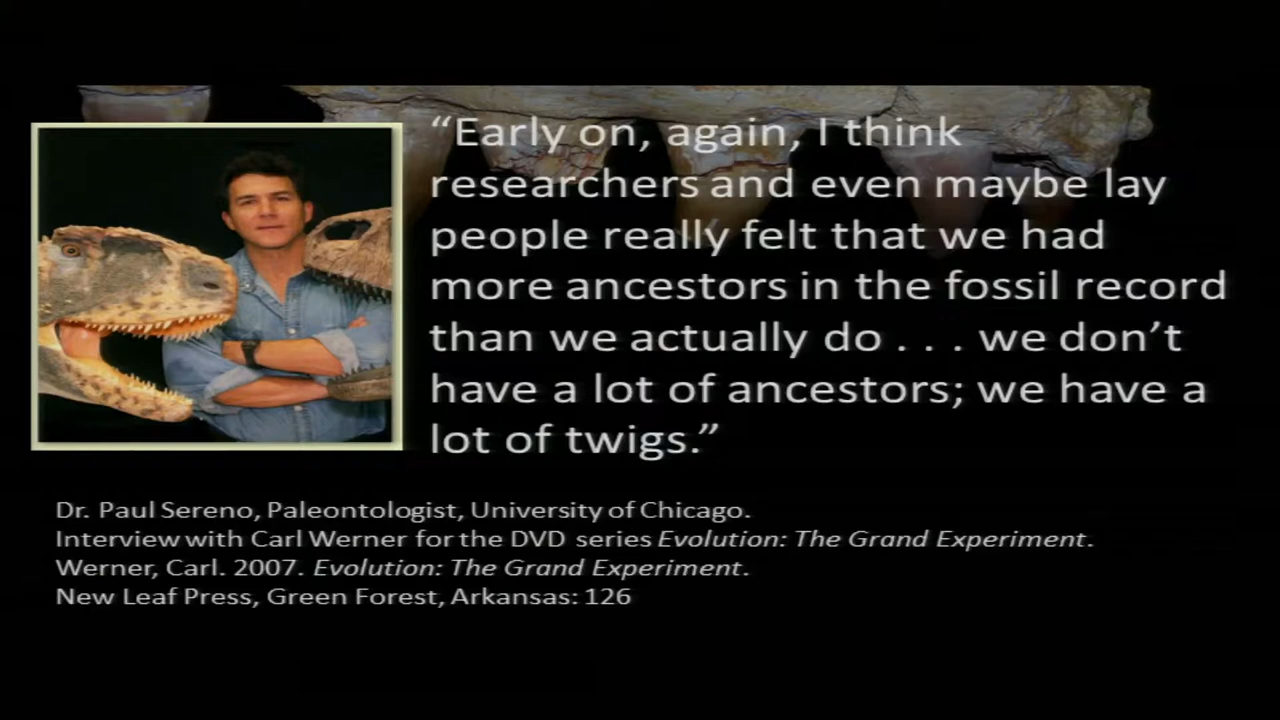 “Early on, again, I think
researchers and even maybe lay
people really felt that we had
more ancestors in the fossil record
than we actually do . . . we don’t
have a lot of ancestors; we have a
lot of twigs.”
Dr. Paul Sereno, Paleontologist, University of Chicago.
Interview with Carl Werner for the DVD series Evolution: The Grand Experiment.
Werner, Carl. 2007. Evolution: The Grand Experiment.
New Leaf Press, Green Forest, Arkansas: 126